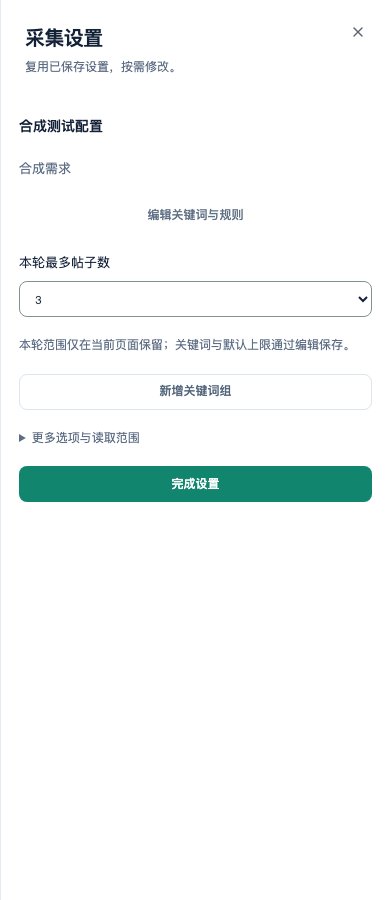 采集设置
复用已保存设置，按需修改。
合成测试配置
合成需求
编辑关键词与规则
本轮最多帖子数
3
本轮范围仅在当前页面保留；关键词与默认上限通过编辑保存。
新增关键词组
更多选项与读取范围
完成设置